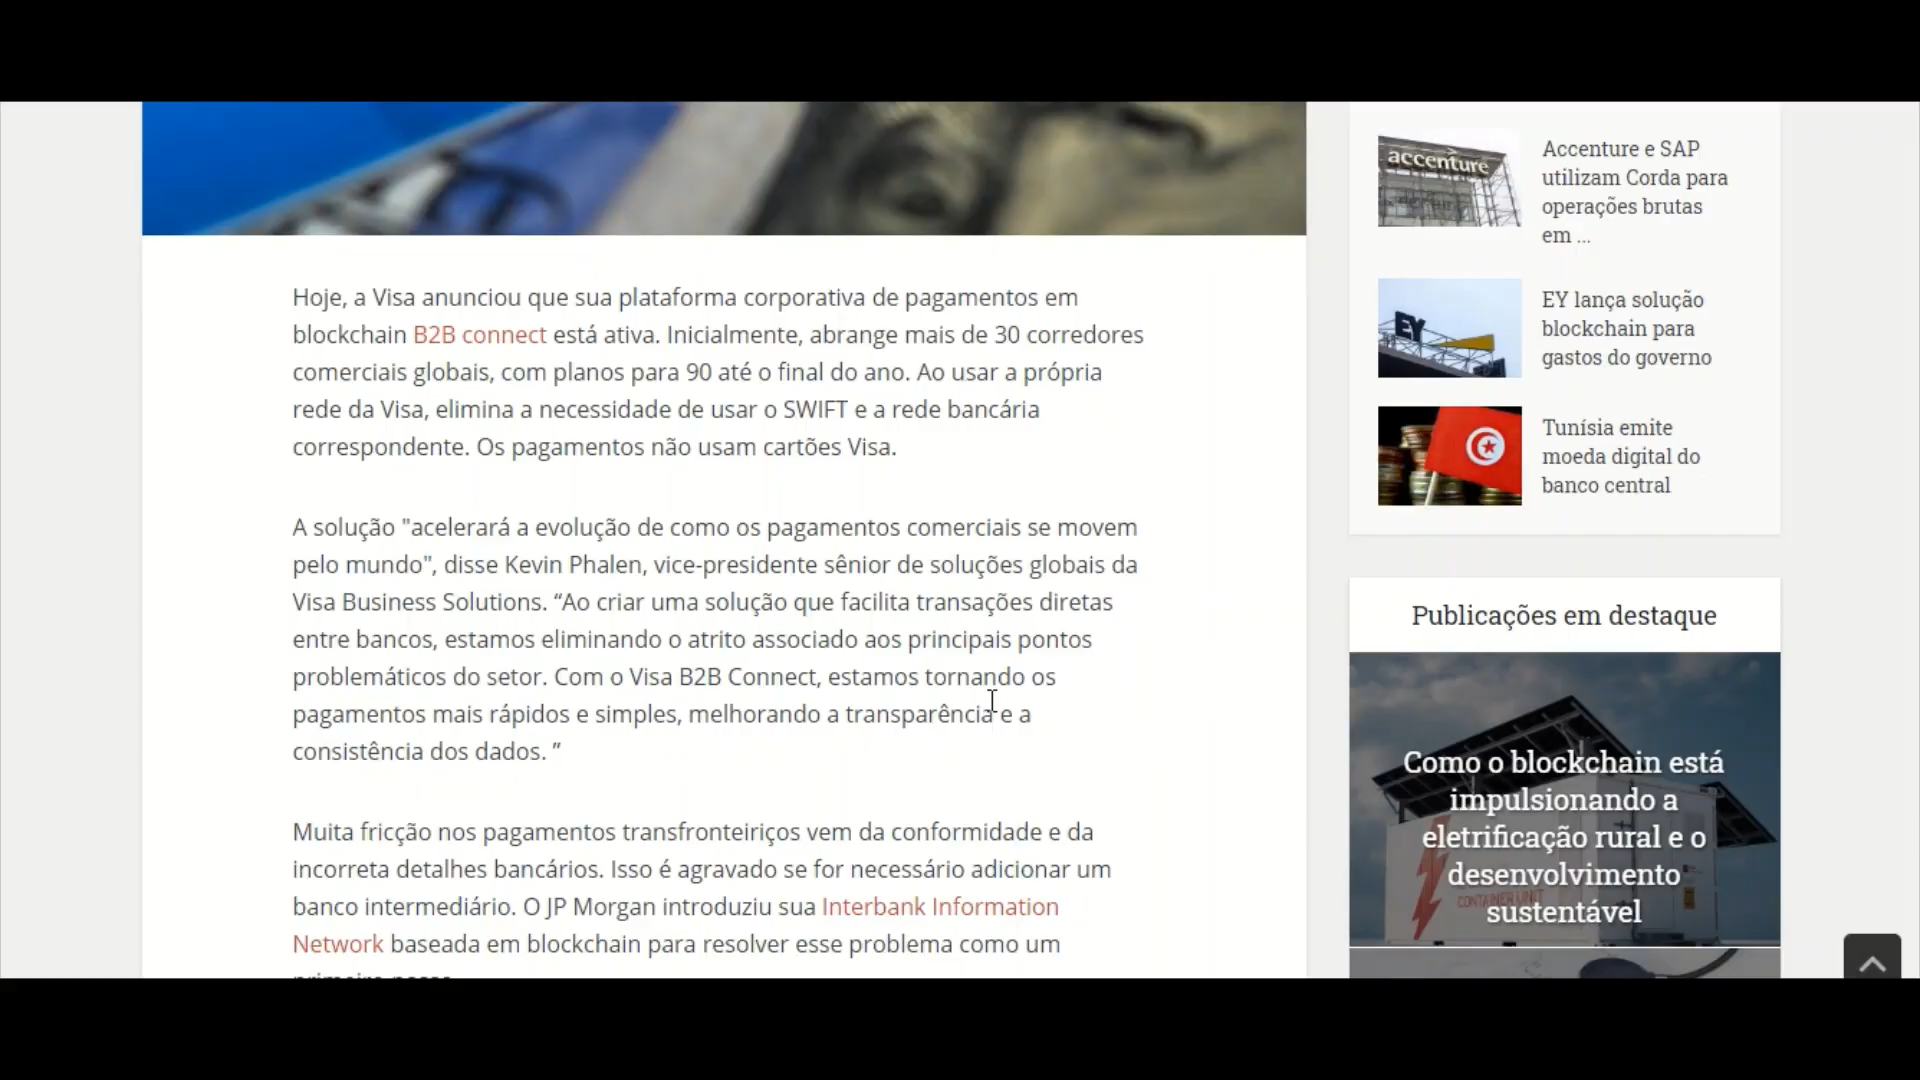 Hoje, a Visa anunciou que sua plataforma corporativa de pagamentos em
blockchain B2B connect está ativa. Inicialmente, abrange mais de 30 corredores
comerciais globais, com planos para 90 até o final do ano. Ao usar a própria
rede da Visa, elimina a necessidade de usar o SWIFT e a rede bancária
correspondente. Os pagamentos não usam cartões Visa.
A solução "acelerará a evolução de como os pagamentos comerciais se movem
pelo mundo", disse Kevin Phalen, vice-presidente sênior de soluções globais da
Visa Business Solutions. “Ao criar uma solução que facilita transações diretas
entre bancos, estamos eliminando o atrito associado aos principais pontos
problemáticos do setor. Com o Visa B2B Connect, estamos tornando os
pagamentos mais rápidos e simples, melhorando a transparência e a
consistência dos dados. ”
Muita fricção nos pagamentos transfronteiriços vem da conformidade e da
incorreta detalhes bancários. Isso é agravado se for necessário adicionar um
banco intermediário. O JP Morgan introduziu sua Interbank Information
Network baseada em blockchain para resolver esse problema como um
accenture
Accenture e SAP
utilizam Corda para
operações brutas
em ...
EY
EY lança solução
blockchain para
gastos do governo
Tunísia emite
moeda digital do
banco central
Publicações em destaque
Como o blockchain está
impulsionando a
eletrificação rural e o
desenvolvimento
sustentável